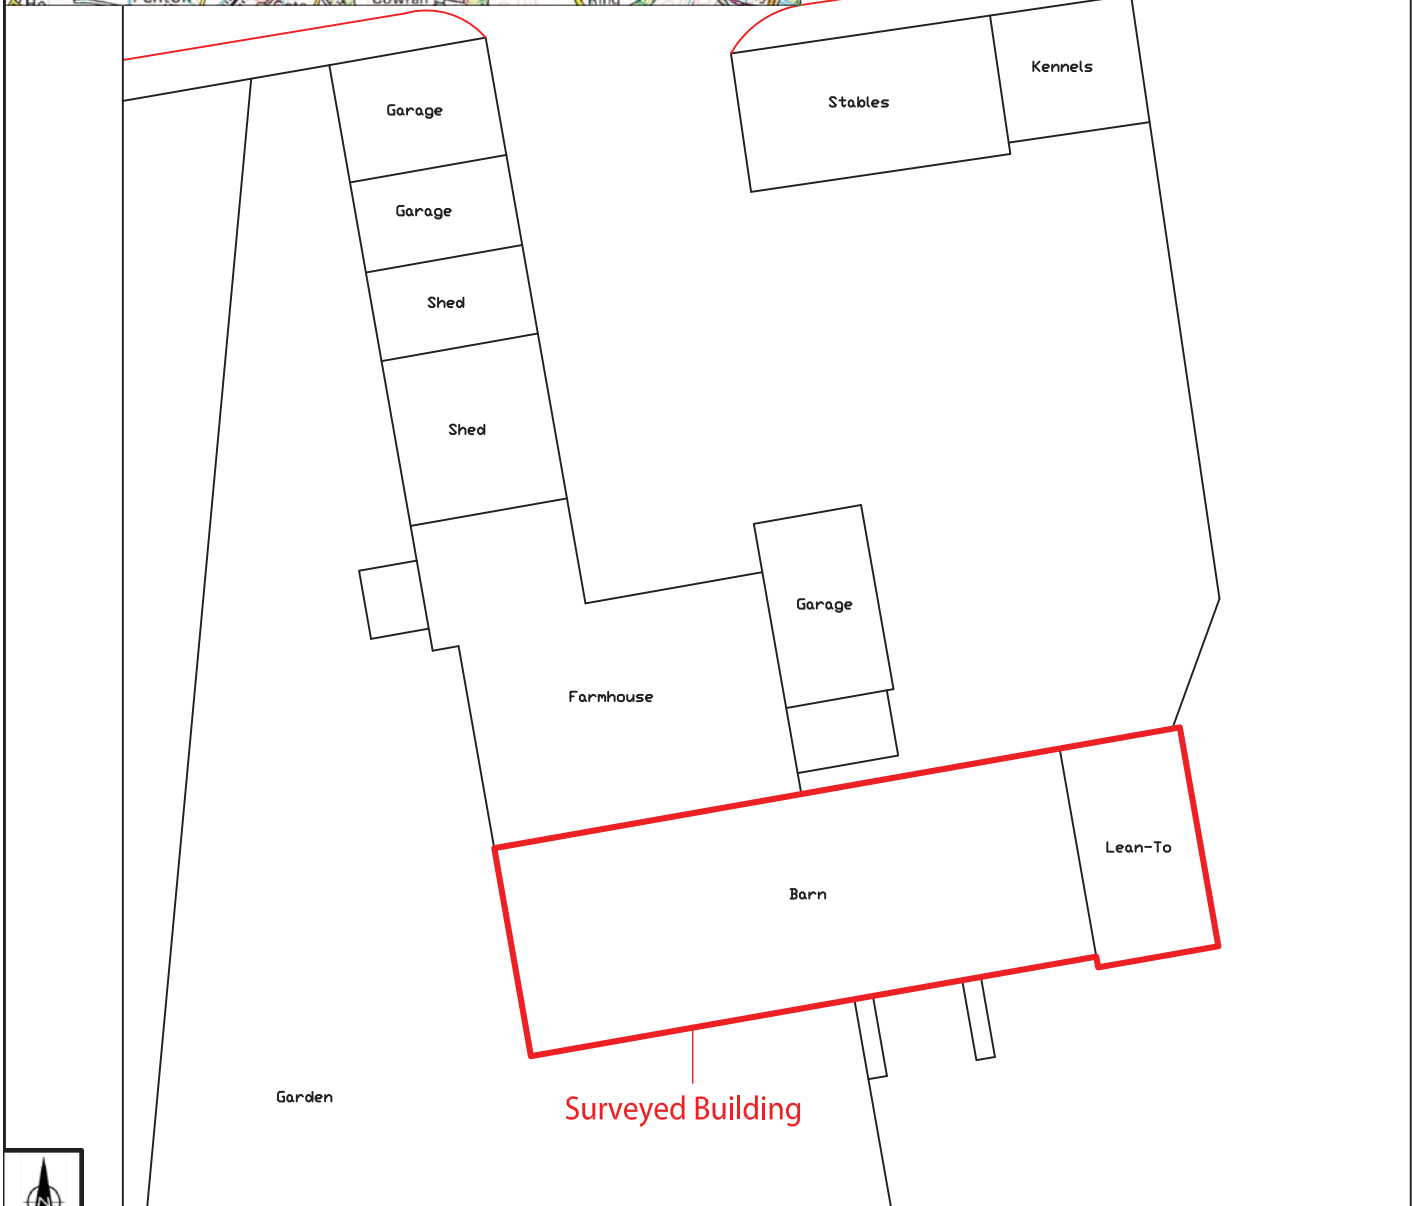 Kennels
Stables
Garage
Garage
Shed
Shed
Garage
Farmhouse
Lean-To
Barn
Garden
Surveyed Building
N